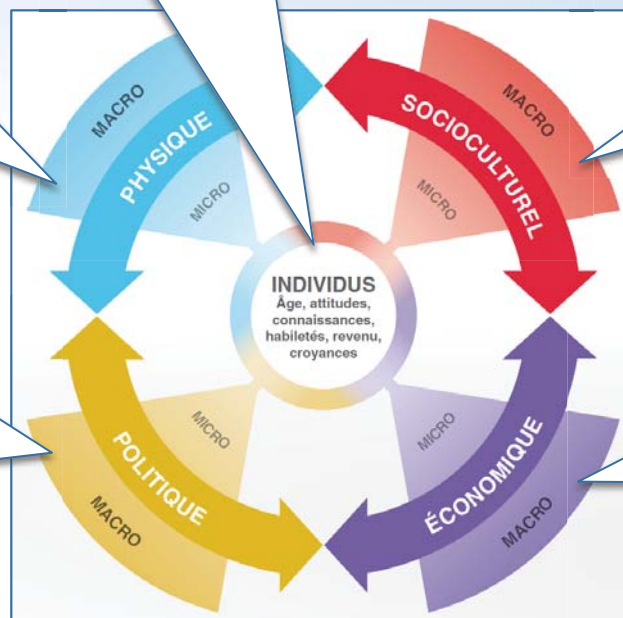 MACRO
PHYSIQUE
MICRO
MACRO
SOCIOCULTUREL
MICRO
INDIVIDUS
Âge, attitudes,
connaissances,
habiletés, revenu,
croyances
MICRO
POLITIQUE
MACRO
MICRO
ÉCONOMIQUE
MACRO